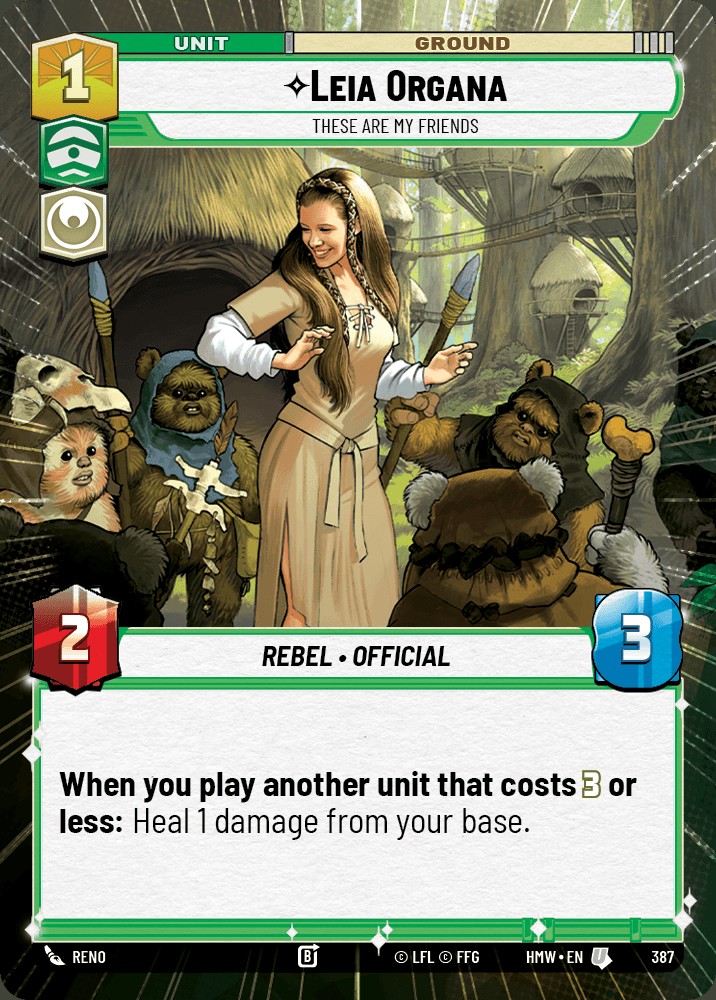 UNIT
GROUND
1
LEIA ORGANA
THESE ARE MY FRIENDS
2
REBEL • OFFICIAL
3
When you play another unit that costs 3 or
less: Heal 1 damage from your base.
RENO
B
© LFL © FFG
HMW • EN
U
387